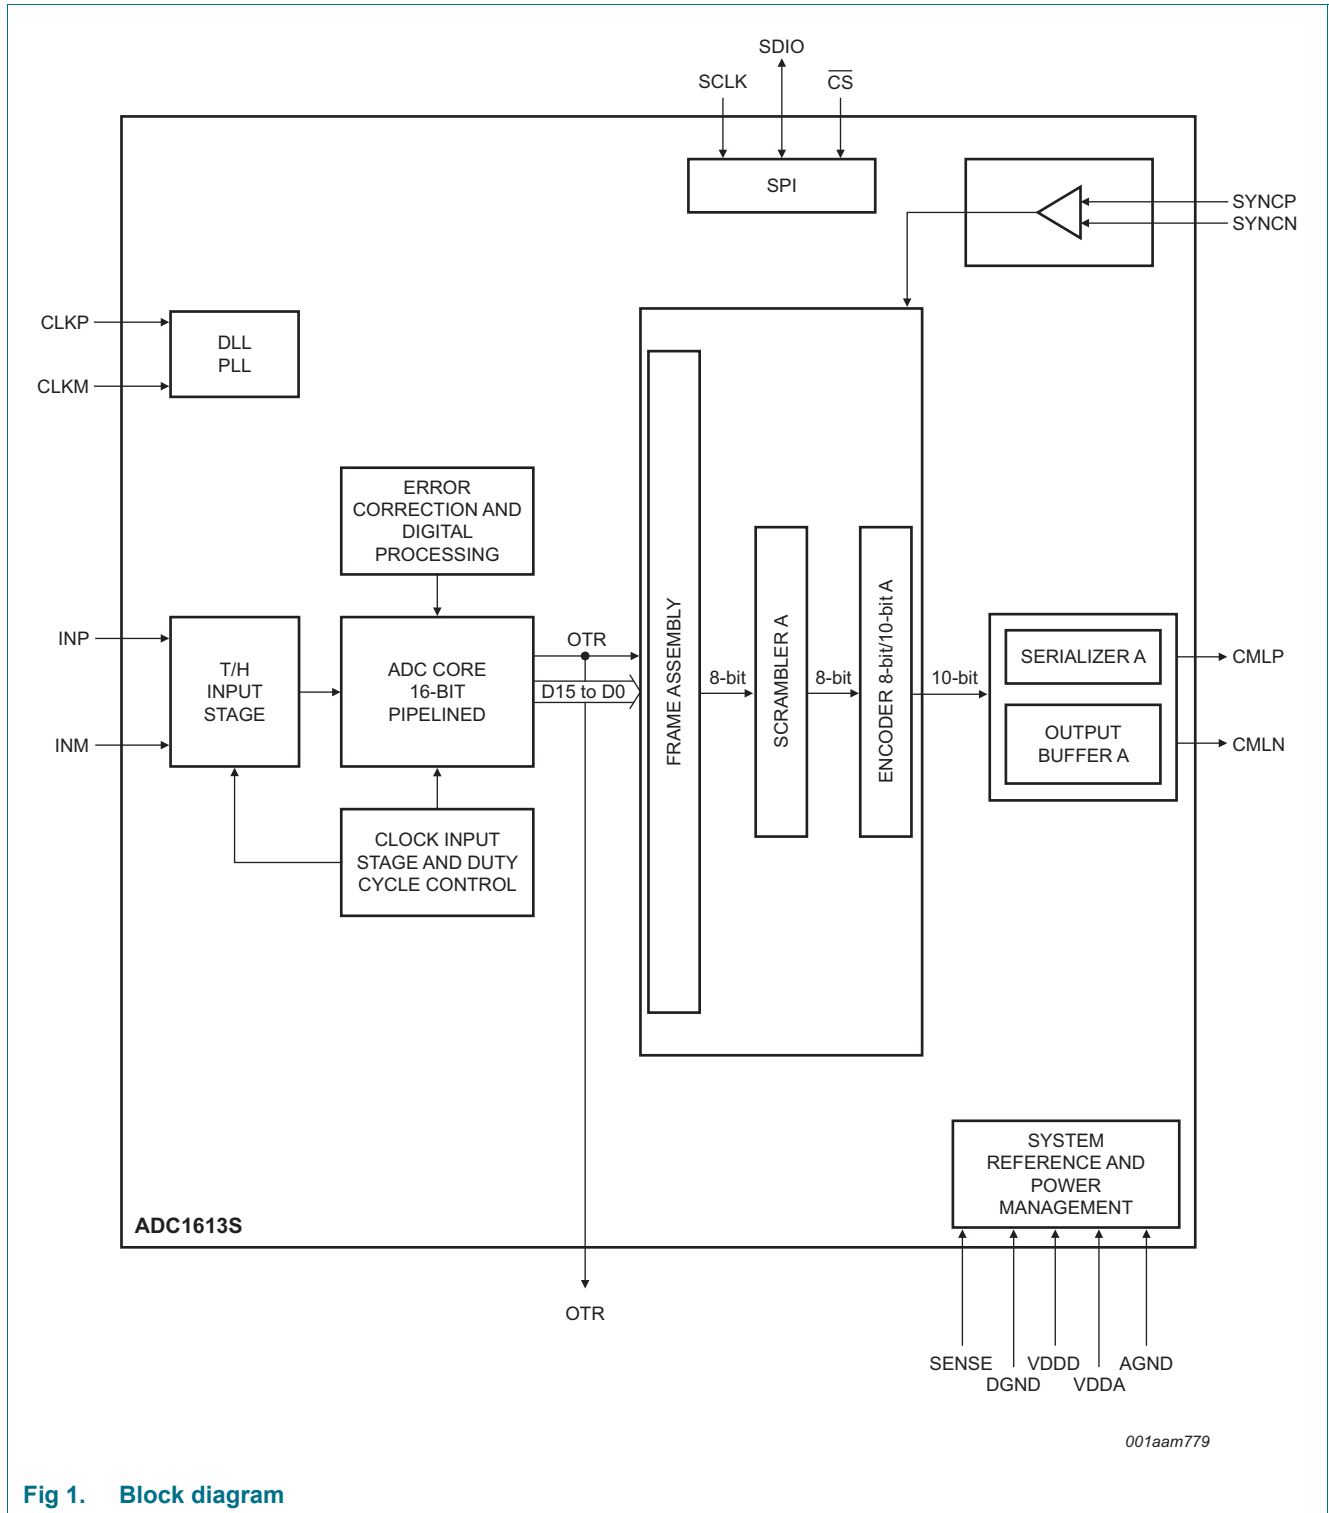 SDIO
SCLK
CS
SPI
SYNCP
SYNCN
CLKP
DLL
PLL
CLKM
ERROR
CORRECTION AND
DIGITAL
PROCESSING
INP
T/H
INPUT
STAGE
INM
ADC CORE
16-BIT
PIPELINED
OTR
D15 to D0
CLOCK INPUT
STAGE AND DUTY
CYCLE CONTROL
FRAME ASSEMBLY
8-bit
SCRAMBLER A
8-bit
ENCODER 8-bit/10-bit A
10-bit
SERIALIZER A
OUTPUT
BUFFER A
CMLP
CMLN
SYSTEM
REFERENCE AND
POWER
MANAGEMENT
ADC1613S
OTR
SENSE
DGND
VDDD
VDDA
AGND
001aam779
Fig 1. Block diagram